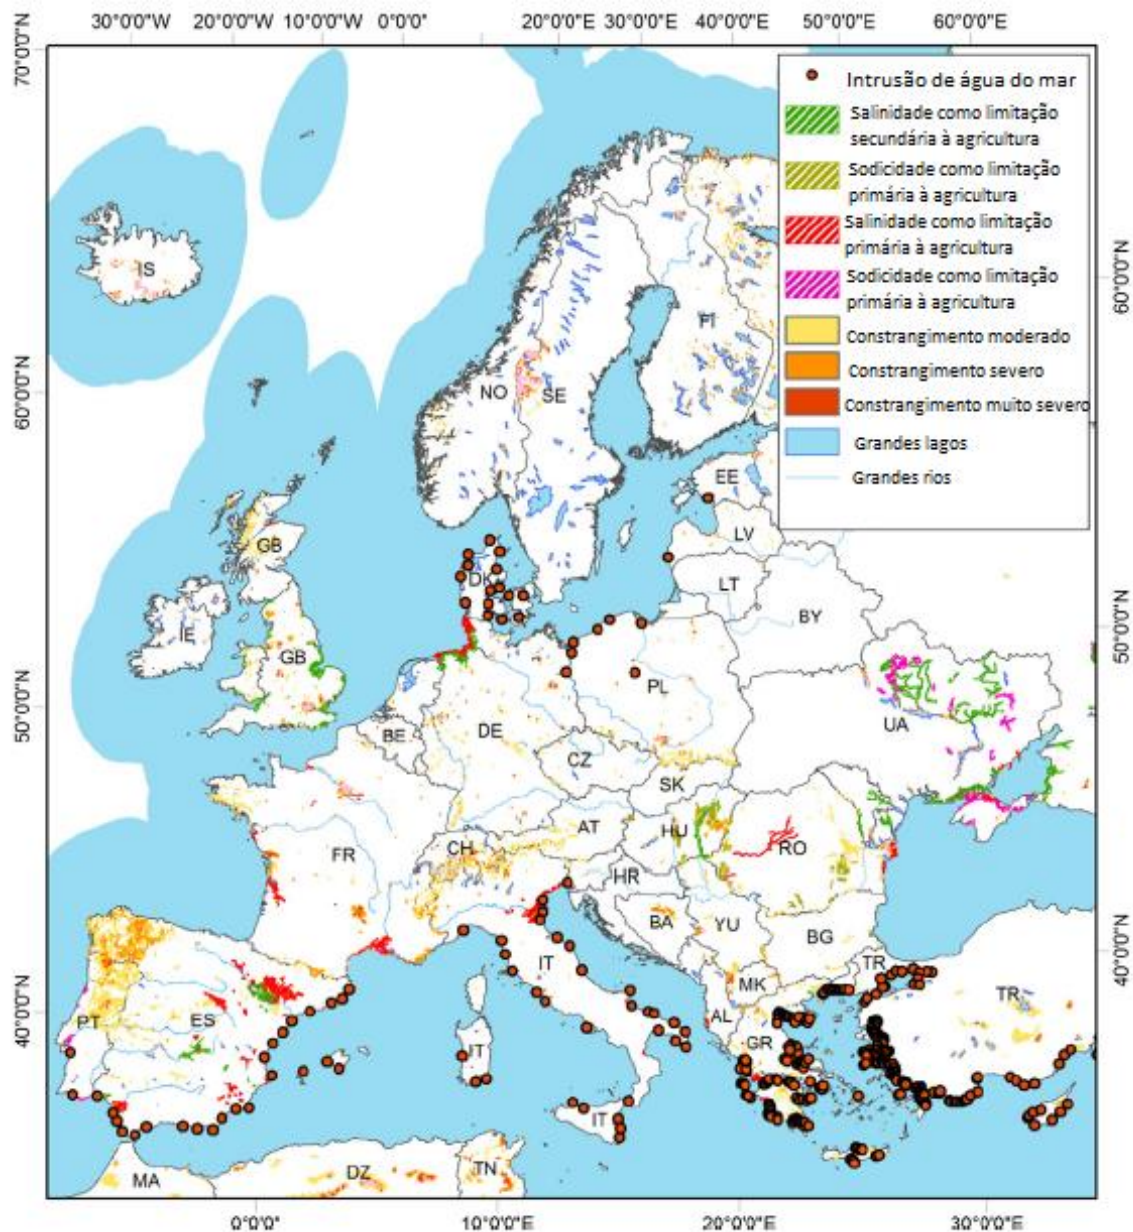 30°0'0"W 20°0'0"W 10°0'0"W 0°0'0" 20°0'0"E 30°0'0"E 40°0'0"E 50°0'0"E 60°0'0"E
70°0'0"N
60°0'0"N
50°0'0"N
40°0'0"N
Intrusão de água do mar
Salinidade como limitação
secundária à agricultura
Sodicidade como limitação
primária à agricultura
Salinidade como limitação
primária à agricultura
Sodicidade como limitação
primária à agricultura
Constrangimento moderado
Constrangimento severo
Constrangimento muito severo
Grandes lagos
Grandes rios
60°0'0"N
50°0'0"N
40°0'0"N
IS
FI
NO SE
EE
GB
LV
DK
LT
IE
BY
GB
PL
UA
BE DE
CZ
SK
AT
HU
FR CH
RO
HR
BA YU
BG
IT
TR
MK
TR
PT ES
AL
IT
GR
IT
MA DZ TN
0°0'0"E 10°0'0"E 20°0'0"E 30°0'0"E